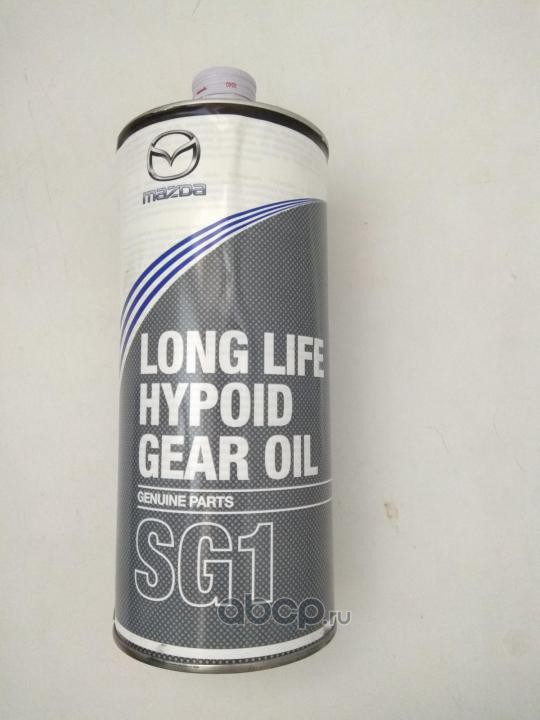 mazda
LONG LIFE
HYPOID
GEAR OIL
GENUINE PARTS
SG1
abcp.ru